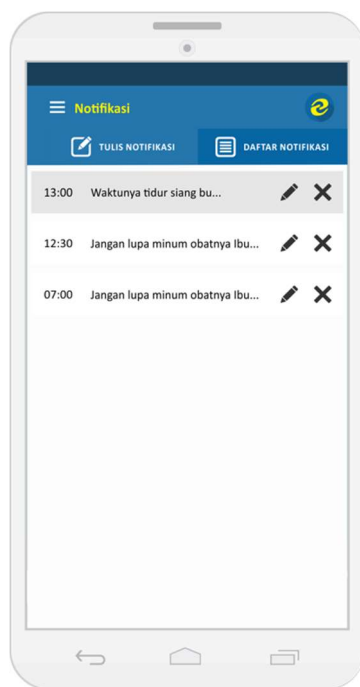 Notifikasi
TULIS NOTIFIKASI
DAFTAR NOTIFIKASI
13:00 Waktunya tidur siang bu...
12:30 Jangan lupa minum obatnya Ibu...
07:00 Jangan lupa minum obatnya Ibu...